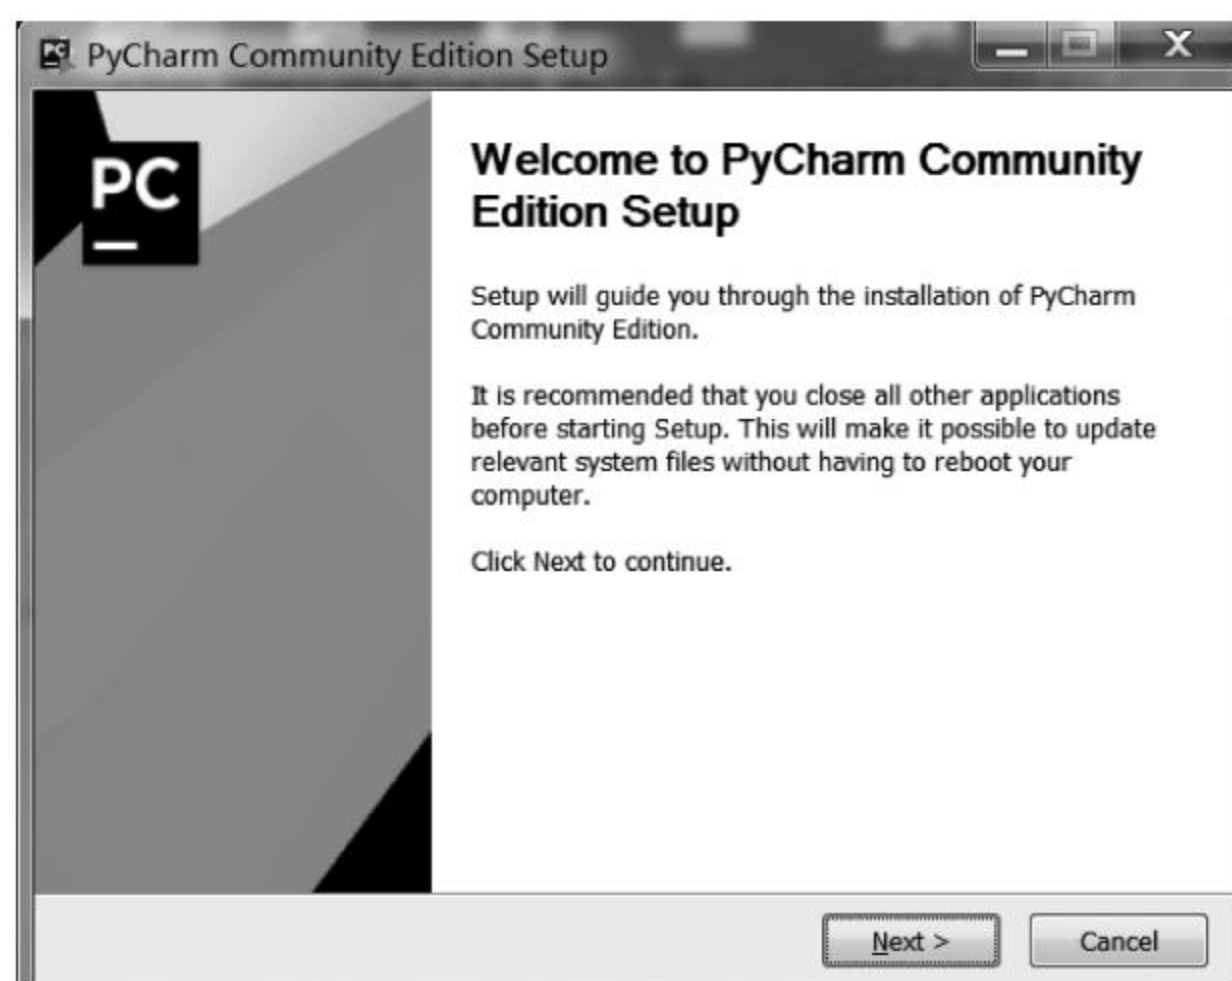 PyCharm Community Edition Setup
PC
Welcome to PyCharm Community
Edition Setup
Setup will guide you through the installation of PyCharm
Community Edition.
It is recommended that you close all other applications
before starting Setup. This will make it possible to update
relevant system files without having to reboot your
computer.
Click Next to continue.
Next >
Cancel